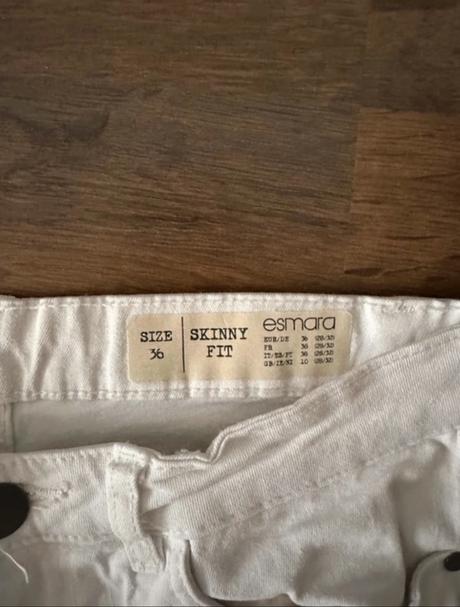 SIZE
36
SKINNY
FIT
esmara
EUR/DE 36 (28/32)
FR 38 (28/32)
IT/ES/PT 38 (28/32)
GB/IE/NI 10 (28/32)